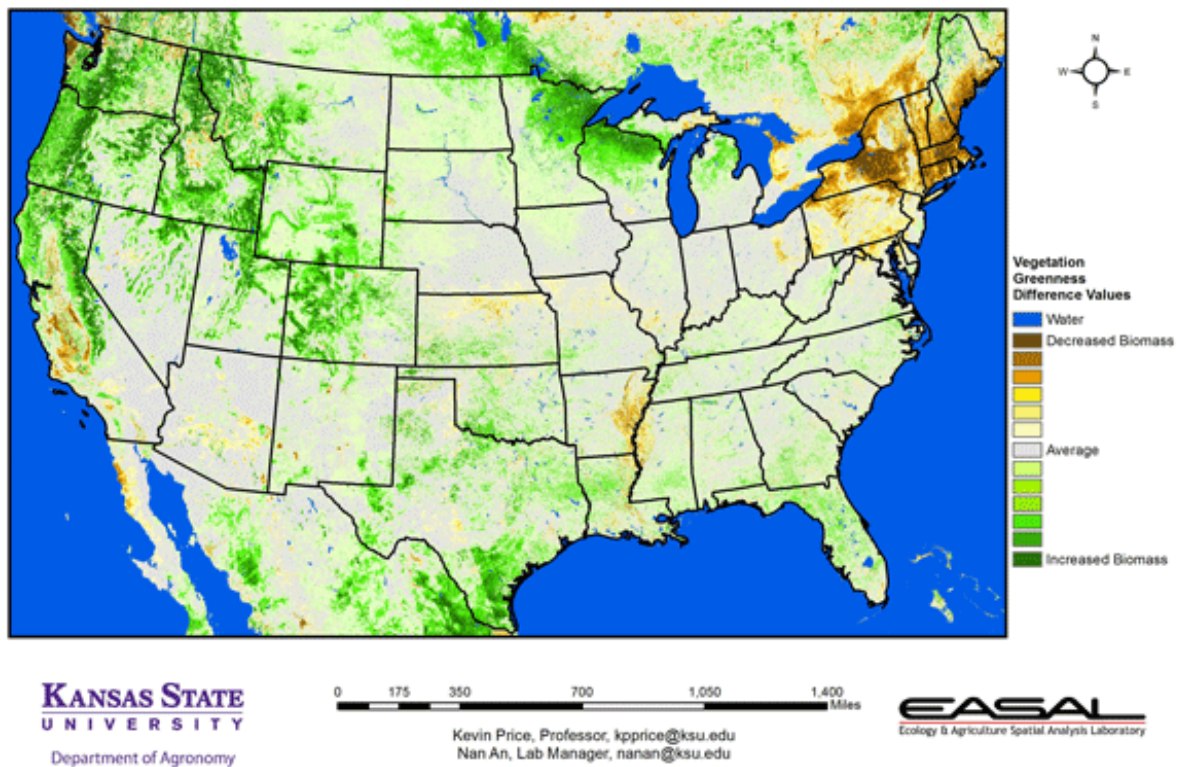 N
W
E
S
Vegetation
Greenness
Difference Values
Water
Decreased Biomass
Average
Increased Biomass
KANSAS STATE
UNIVERSITY
Department of Agronomy
0 175 350 700 1,050 1,400
Miles
Kevin Price, Professor, kpprice@ksu.edu
Nan An, Lab Manager, nanan@ksu.edu
EASAL
Ecology & Agriculture Spatial Analysis Laboratory